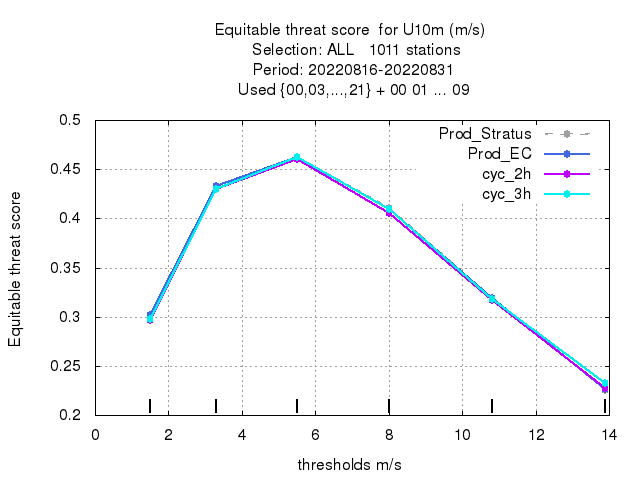 Equitable threat score for U10m (m/s)
Selection: ALL 1011 stations
Period: 20220816-20220831
Used {00,03,...,21} + 00 01 ... 09
Prod_Stratus
Prod_EC
cyc_2h
cyc_3h
Equitable threat score
0.5
0.45
0.4
0.35
0.3
0.25
0.2
0 2 4 6 8 10 12 14
thresholds m/s